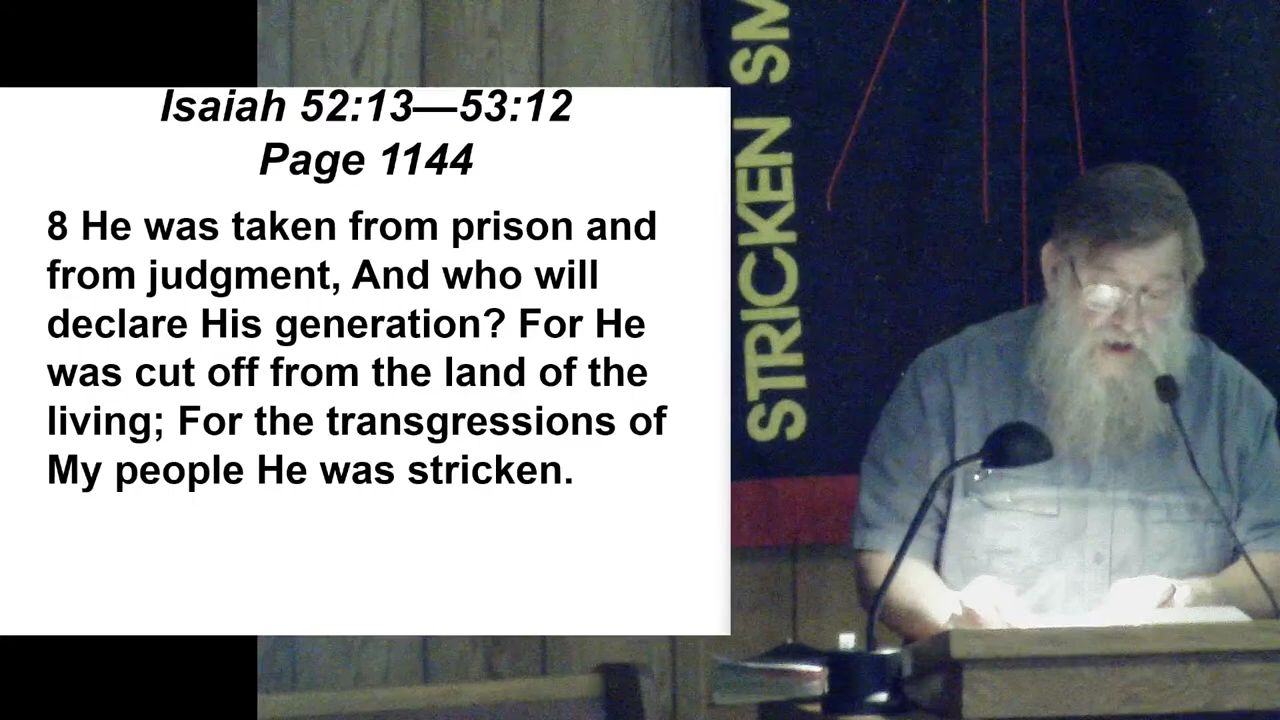 Isaiah 52:13—53:12
Page 1144
8 He was taken from prison and
from judgment, And who will
declare His generation? For He
was cut off from the land of the
living; For the transgressions of
My people He was stricken.
STRICKEN SM